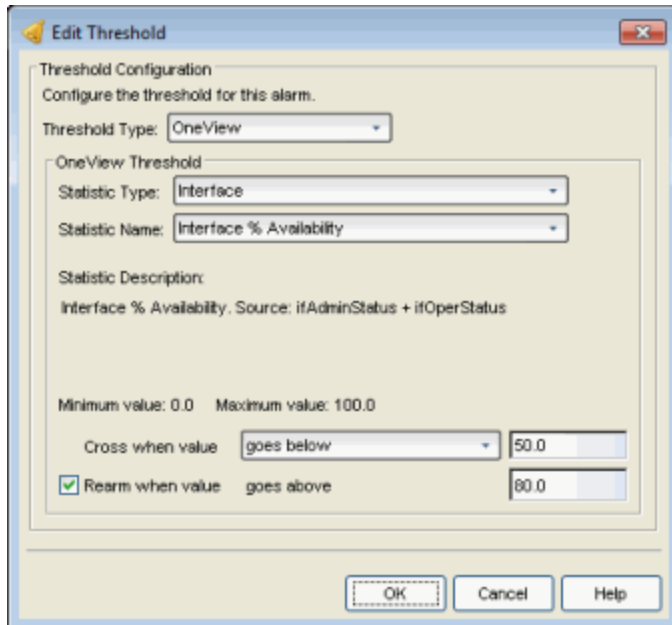 Edit Threshold
Threshold Configuration
Configure the threshold for this alarm.
Threshold Type: OneView
OneView Threshold
Statistic Type: Interface
Statistic Name: Interface % Availability
Statistic Description:
Interface % Availability. Source: ifAdminStatus + ifOperStatus
Minimum value: 0.0 Maximum value: 100.0
Cross when value goes below 50.0
Rearm when value goes above 80.0
OK Cancel Help